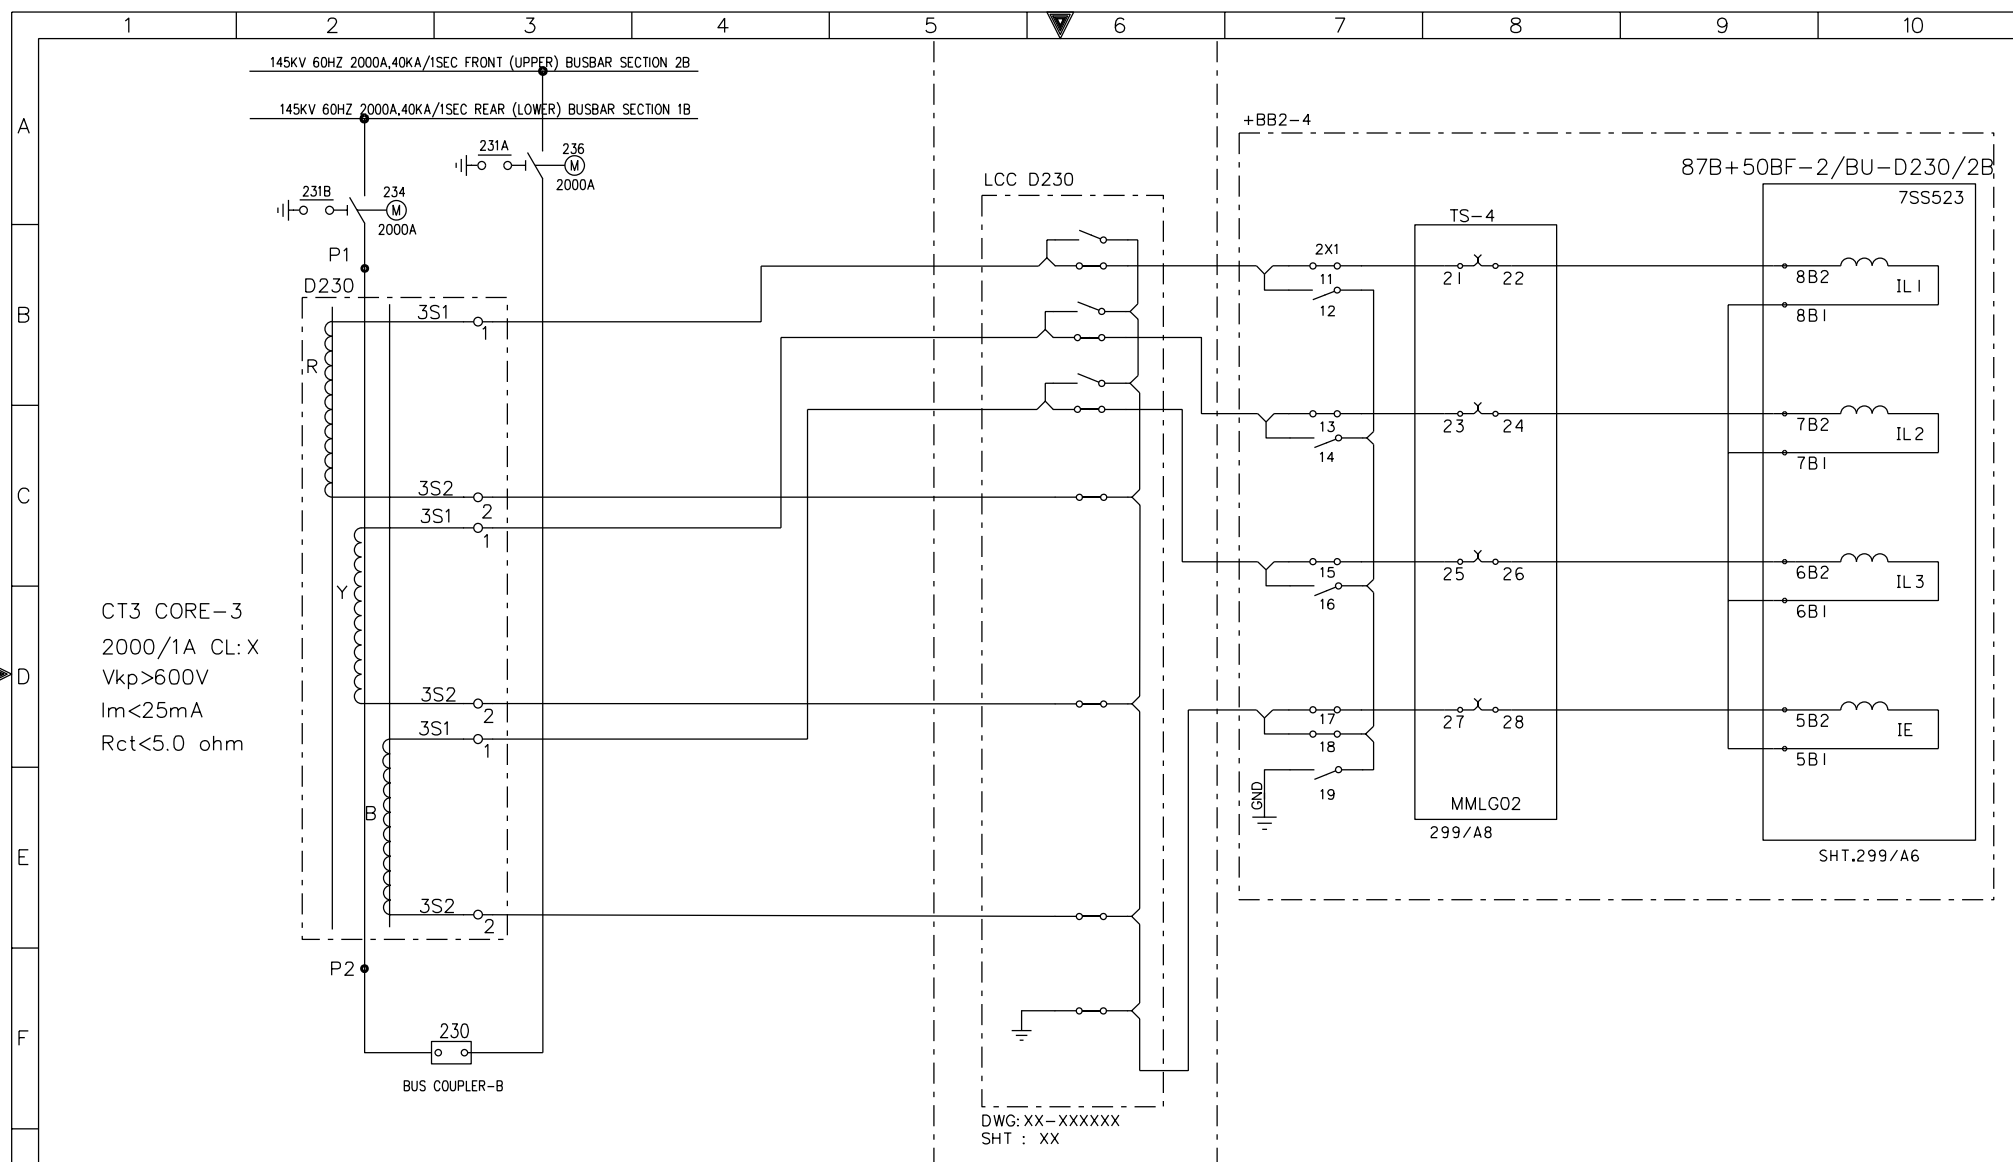 1 2 3 4 5 6 7 8 9 10
A
B
C
D
E
F
145KV 60HZ 2000A,40KA/1SEC FRONT (UPPER) BUSBAR SECTION 2B
145KV 60HZ 2000A,40KA/1SEC REAR (LOWER) BUSBAR SECTION 1B
231A
236
M
2000A
231B
234
M
2000A
P1
D230
3S1
1
R
3S2
2
3S1
1
Y
3S2
2
3S1
1
B
3S2
2
P2
230
BUS COUPLER-B
CT3 CORE-3
2000/1A CL:X
Vkp>600V
Im<25mA
Rct<5.0 ohm
LCC D230
DWG:XX-XXXXXX
SHT : XX
+BB2-4
2X1
11
12
13
14
15
16
17
18
19
GND
TS-4
21 22
23 24
25 26
27 28
MMLG02
299/A8
87B+50BF-2/BU-D230/2B
7SS523
8B2
IL1
8B1
7B2
IL2
7B1
6B2
IL3
6B1
5B2
IE
5B1
SHT.299/A6